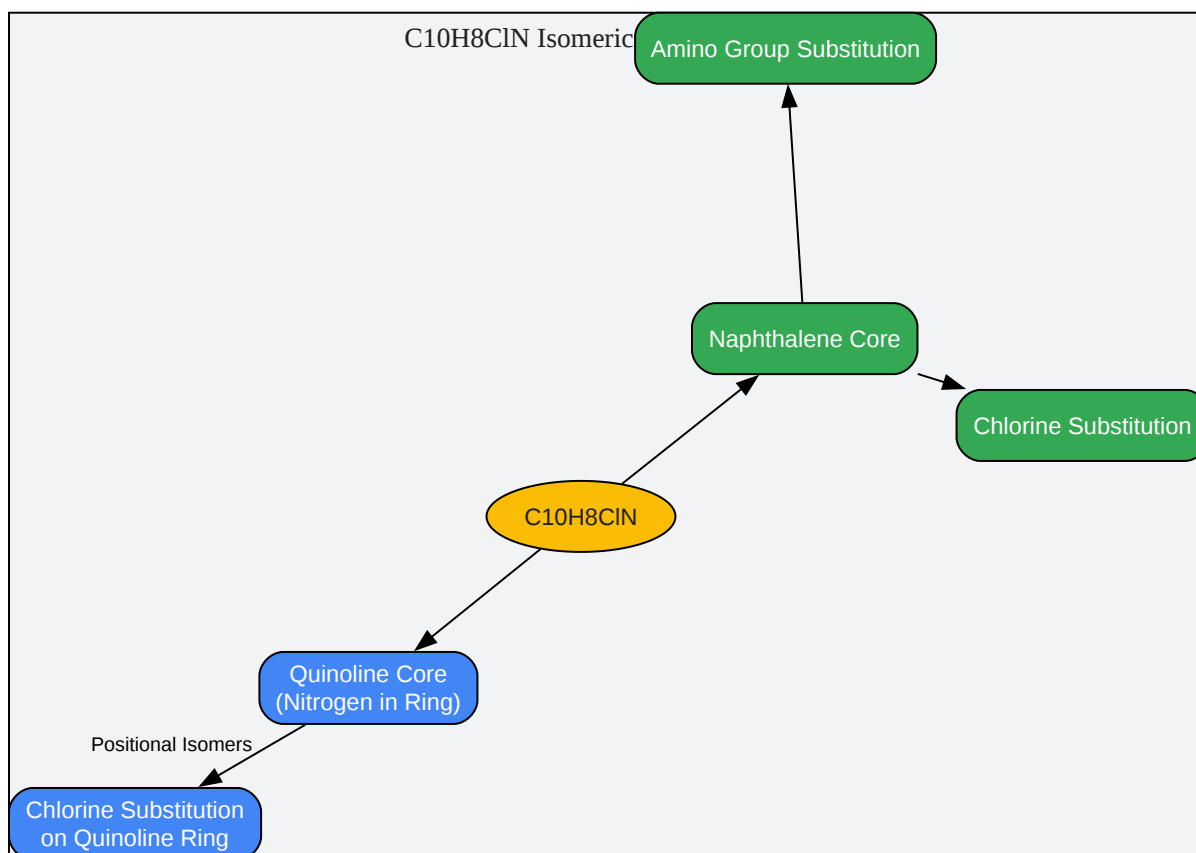 C10H8ClN Isomeric
Amino Group Substitution
Naphthalene Core
Chlorine Substitution
C10H8ClN
Quinoline Core
(Nitrogen in Ring)
Positional Isomers
Chlorine Substitution
on Quinoline Ring